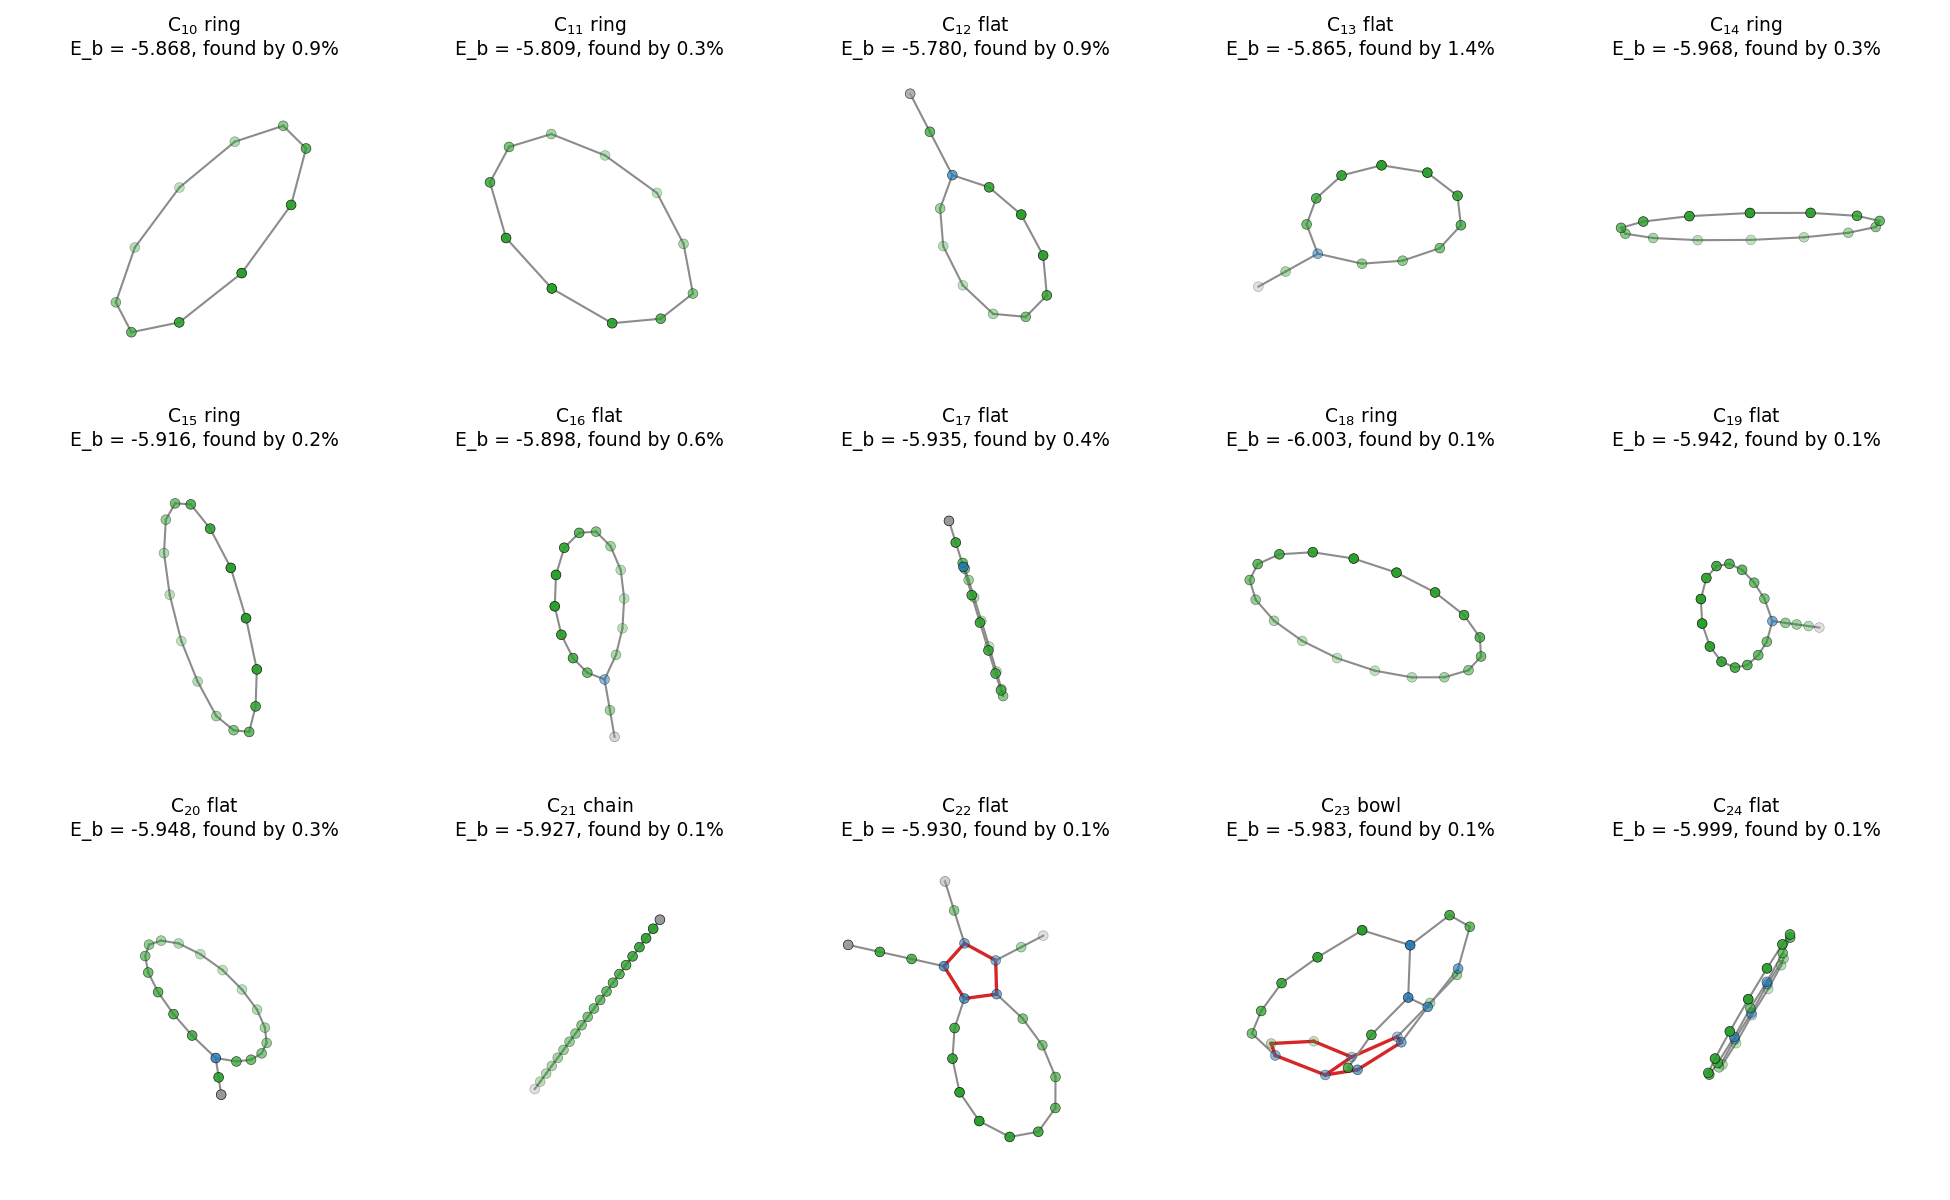 C₁₀ ring
E_b = -5.868, found by 0.9%
C₁₁ ring
E_b = -5.809, found by 0.3%
C₁₂ flat
E_b = -5.780, found by 0.9%
C₁₃ flat
E_b = -5.865, found by 1.4%
C₁₄ ring
E_b = -5.968, found by 0.3%
C₁₅ ring
E_b = -5.916, found by 0.2%
C₁₆ flat
E_b = -5.898, found by 0.6%
C₁₇ flat
E_b = -5.935, found by 0.4%
C₁₈ ring
E_b = -6.003, found by 0.1%
C₁₉ flat
E_b = -5.942, found by 0.1%
C₂₀ flat
E_b = -5.948, found by 0.3%
C₂₁ chain
E_b = -5.927, found by 0.1%
C₂₂ flat
E_b = -5.930, found by 0.1%
C₂₃ bowl
E_b = -5.983, found by 0.1%
C₂₄ flat
E_b = -5.999, found by 0.1%